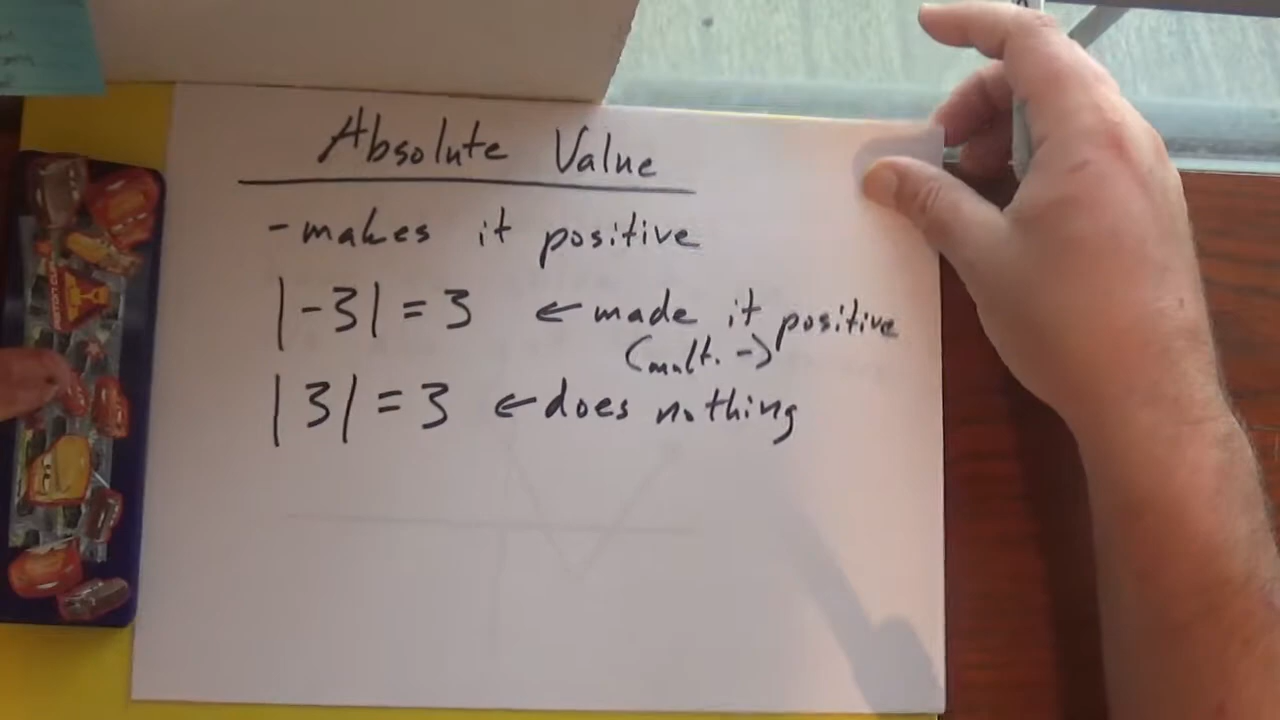 Absolute Value
- makes it positive
|-3| = 3 ← made it positive
(mult. -)
|3| = 3 ← does nothing